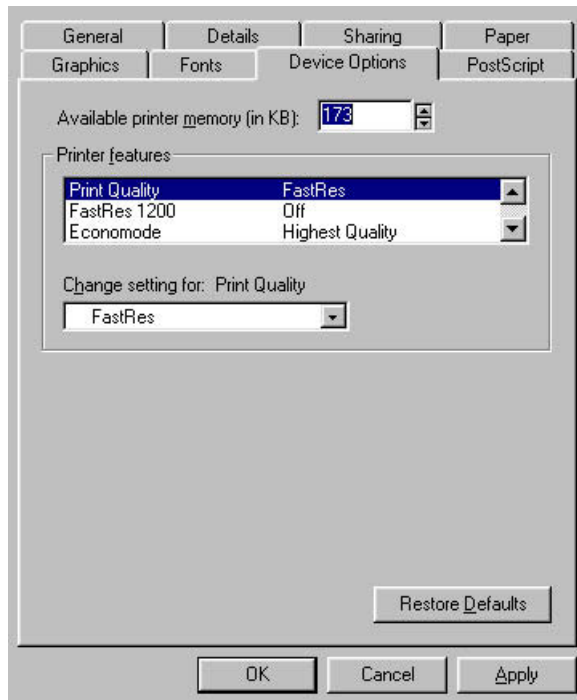 General Details Sharing Paper
Graphics Fonts Device Options PostScript
Available printer memory (in KB): 173
Printer features
Print Quality FastRes
FastRes 1200 Off
Economode Highest Quality
Change setting for: Print Quality
FastRes
Restore Defaults
OK Cancel Apply